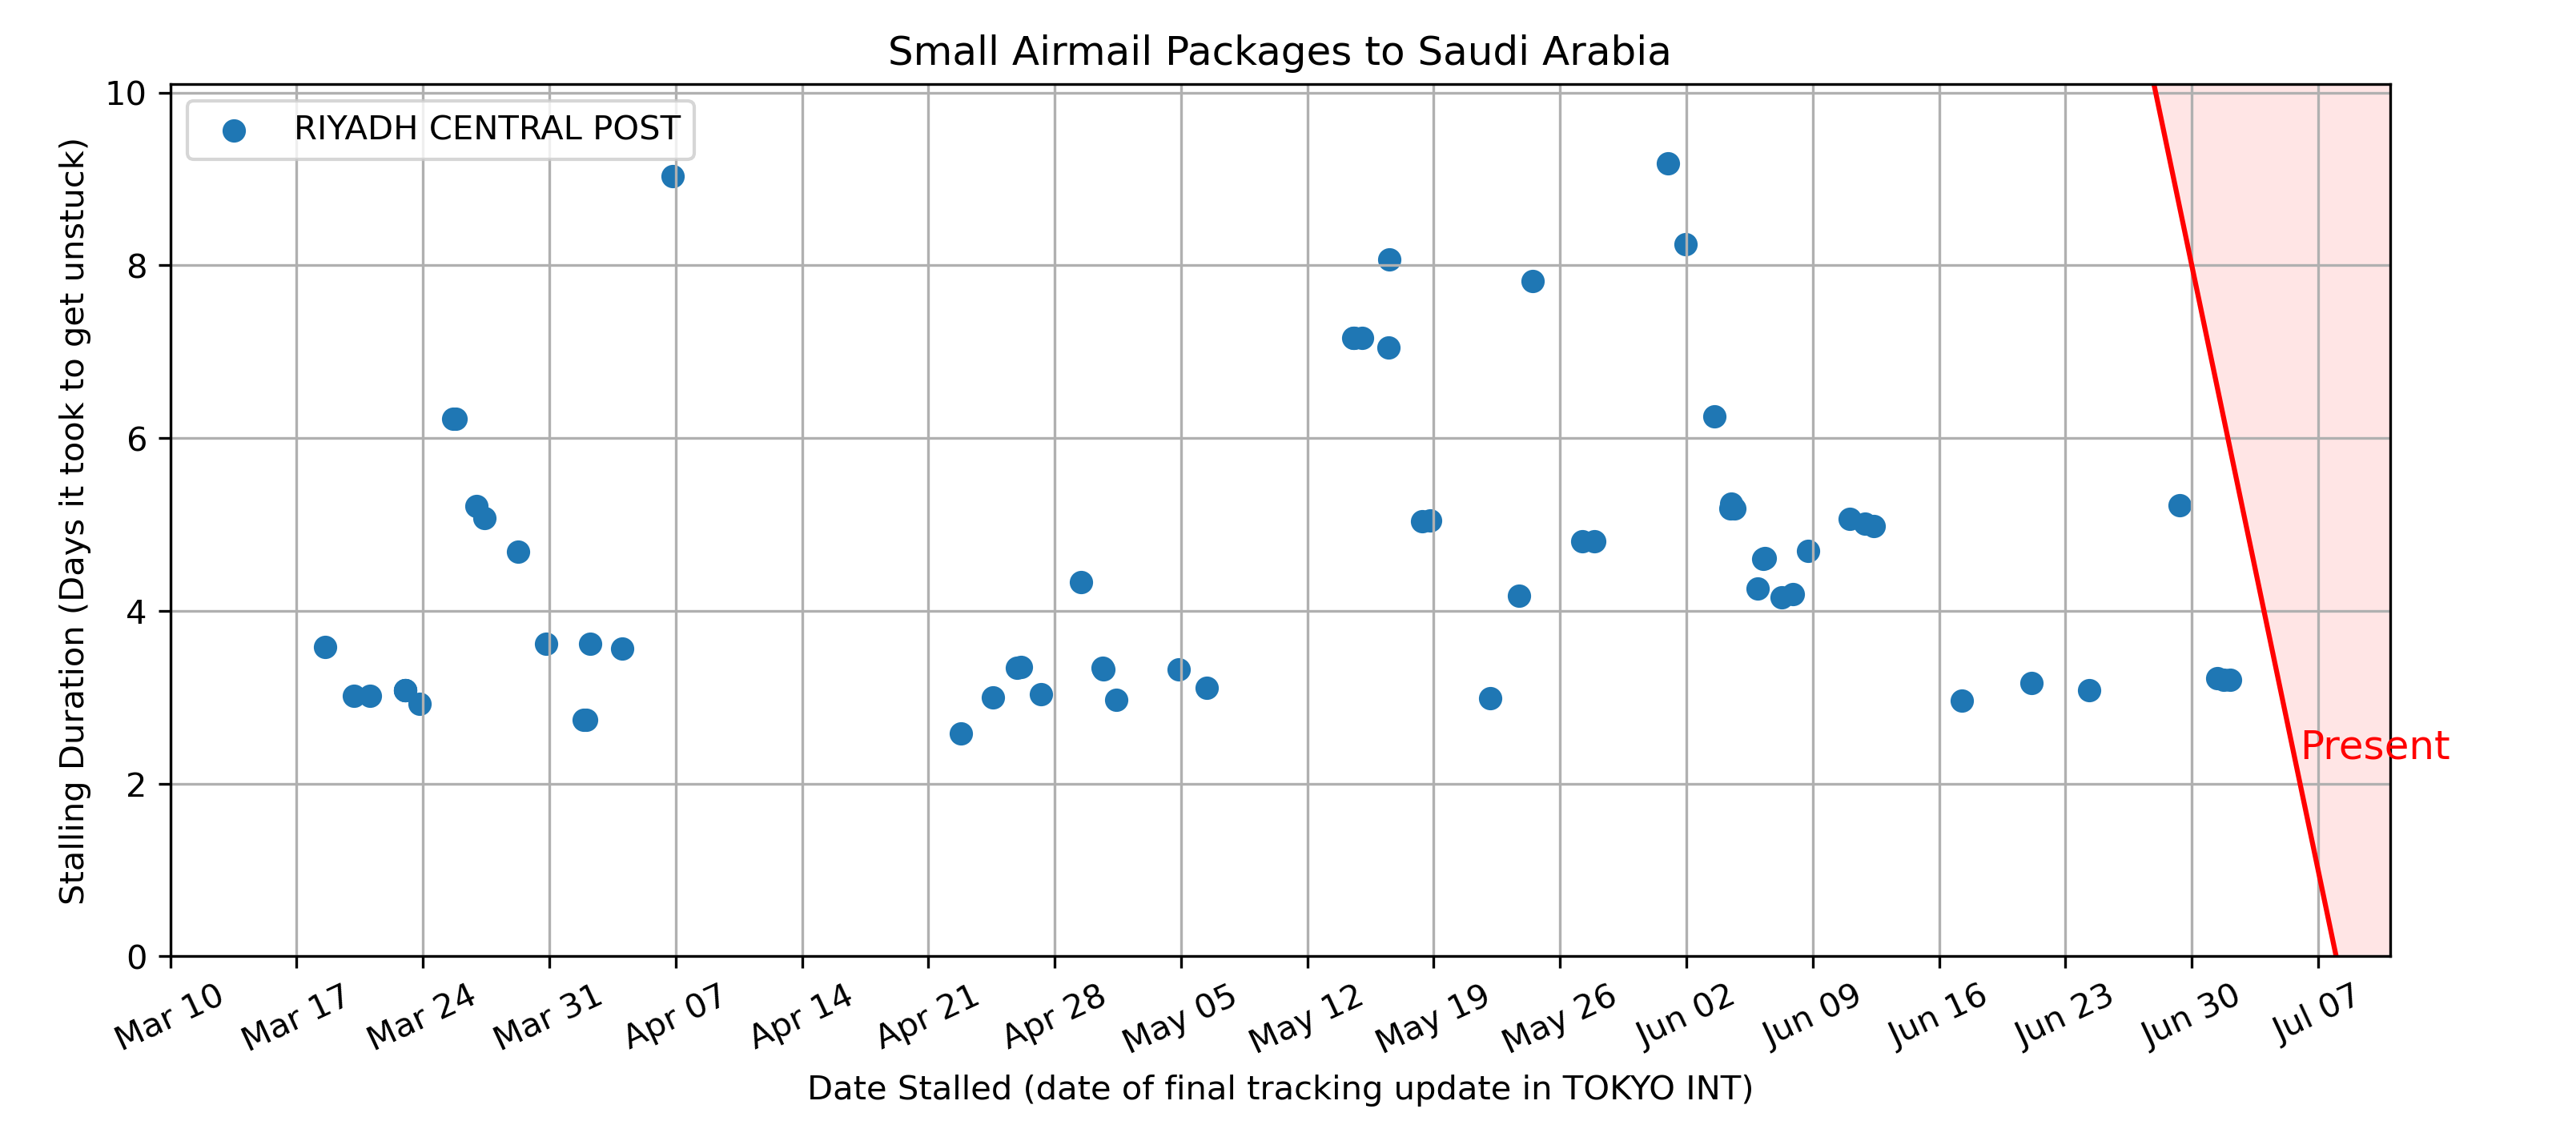 Small Airmail Packages to Saudi Arabia
RIYADH CENTRAL POST
Stalling Duration (Days it took to get unstuck)
10
8
6
4
2
0
Present
Mar 10
Mar 17
Mar 24
Mar 31
Apr 07
Apr 14
Apr 21
Apr 28
May 05
May 12
May 19
May 26
Jun 02
Jun 09
Jun 16
Jun 23
Jun 30
Jul 07
Date Stalled (date of final tracking update in TOKYO INT)